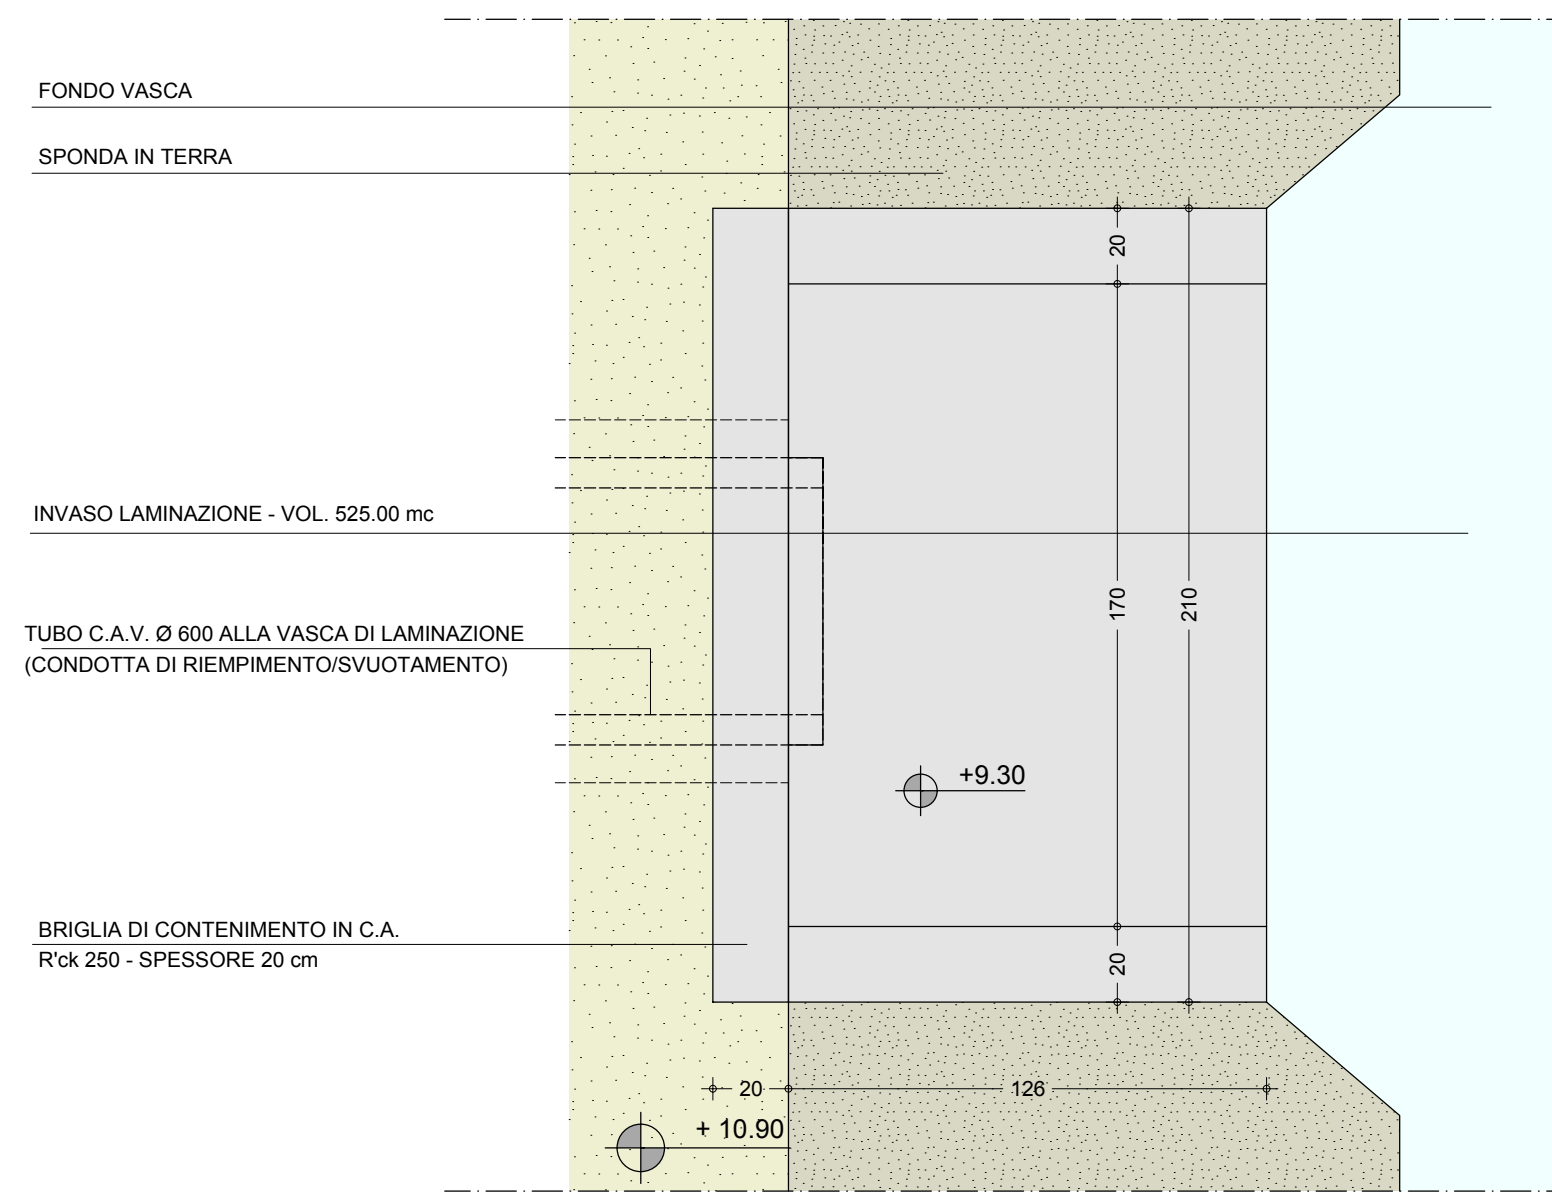 FONDO VASCA
SPONDA IN TERRA
20
INVASO LAMINAZIONE - VOL. 525.00 mc
170
210
TUBO C.A.V. Ø 600 ALLA VASCA DI LAMINAZIONE
(CONDOTTA DI RIEMPIMENTO/SVUOTAMENTO)
+9.30
BRIGLIA DI CONTENIMENTO IN C.A.
R'ck 250 - SPESSORE 20 cm
20
20
126
+ 10.90